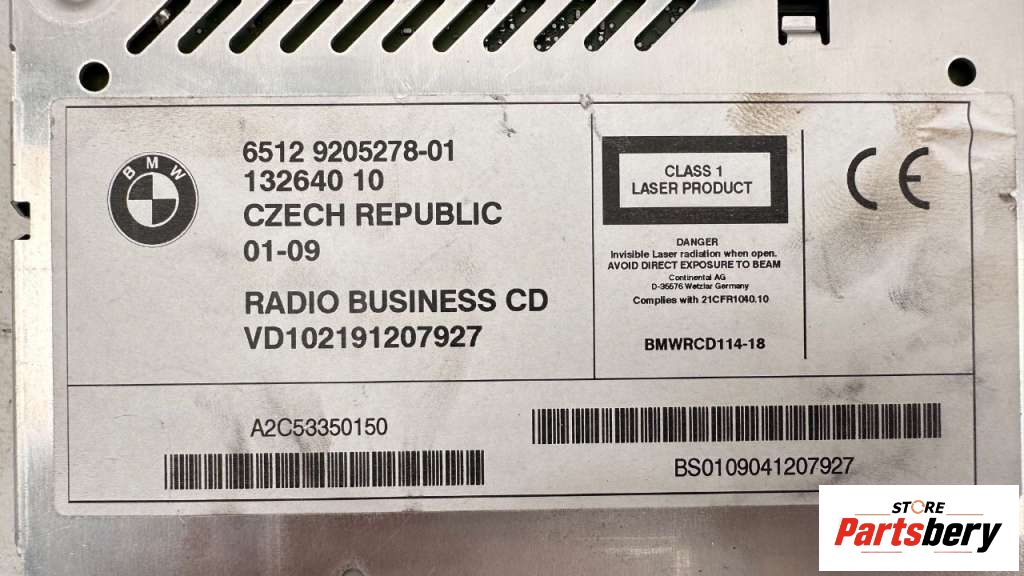 BMW
6512 9205278-01
132640 10
CZECH REPUBLIC
01-09
RADIO BUSINESS CD
VD102191207927
CLASS 1
LASER PRODUCT
DANGER
Invisible Laser radiation when open.
AVOID DIRECT EXPOSURE TO BEAM
Continental AG
D-35576 Wetzlar Germany
Complies with 21CFR1040.10
BMWRCD114-18
CE
A2C53350150
BS0109041207927
STORE
Partsbery